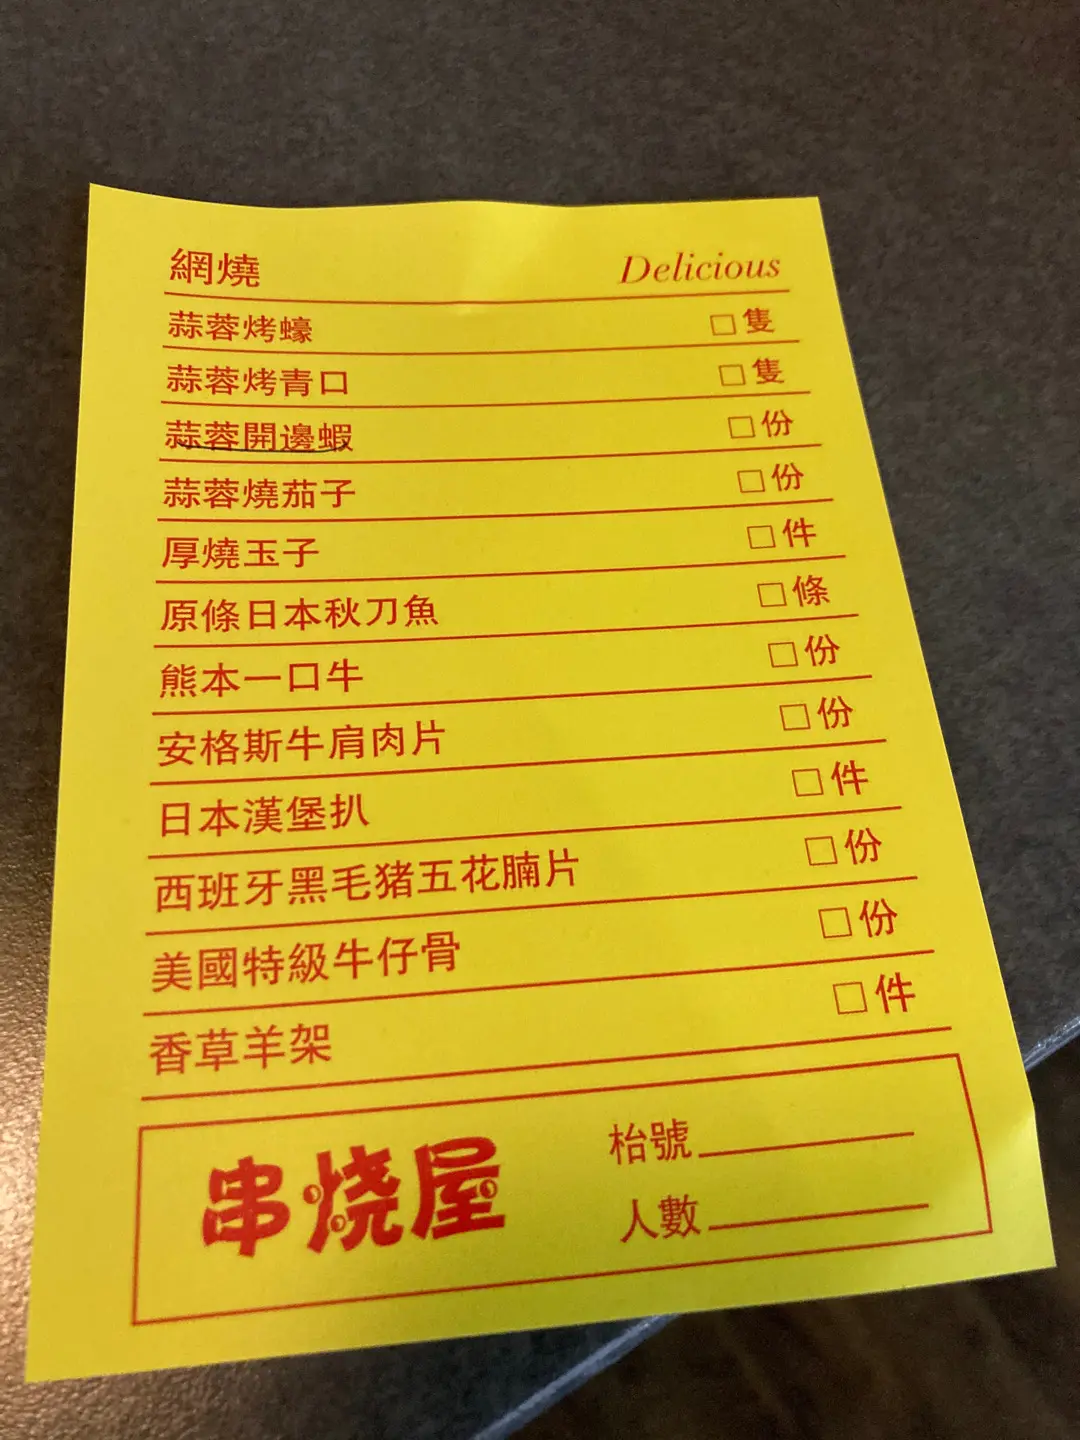 網燒 Delicious
蒜蓉烤蠔 □隻
蒜蓉烤青口 □隻
蒜蓉開邊蝦 □份
蒜蓉燒茄子 □份
厚燒玉子 □件
原條日本秋刀魚 □條
熊本一口牛 □份
安格斯牛肩肉片 □份
日本漢堡扒 □件
西班牙黑毛猪五花腩片 □份
美國特級牛仔骨 □份
香草羊架 □件
串烧屋
枱號
人數